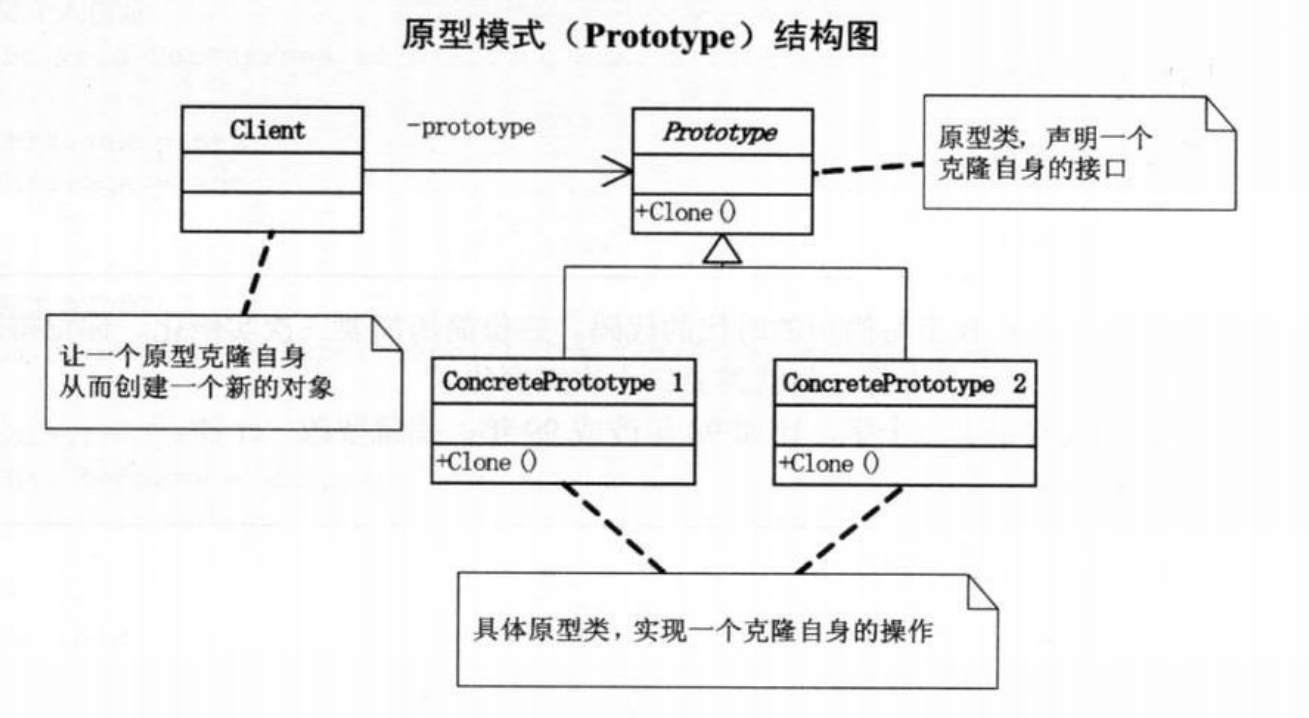 原型模式（Prototype）结构图
Client
-prototype
Prototype
+Clone()
原型类，声明一个
克隆自身的接口
让一个原型克隆自身
从而创建一个新的对象
ConcretePrototype 1
+Clone()
ConcretePrototype 2
+Clone()
具体原型类，实现一个克隆自身的操作